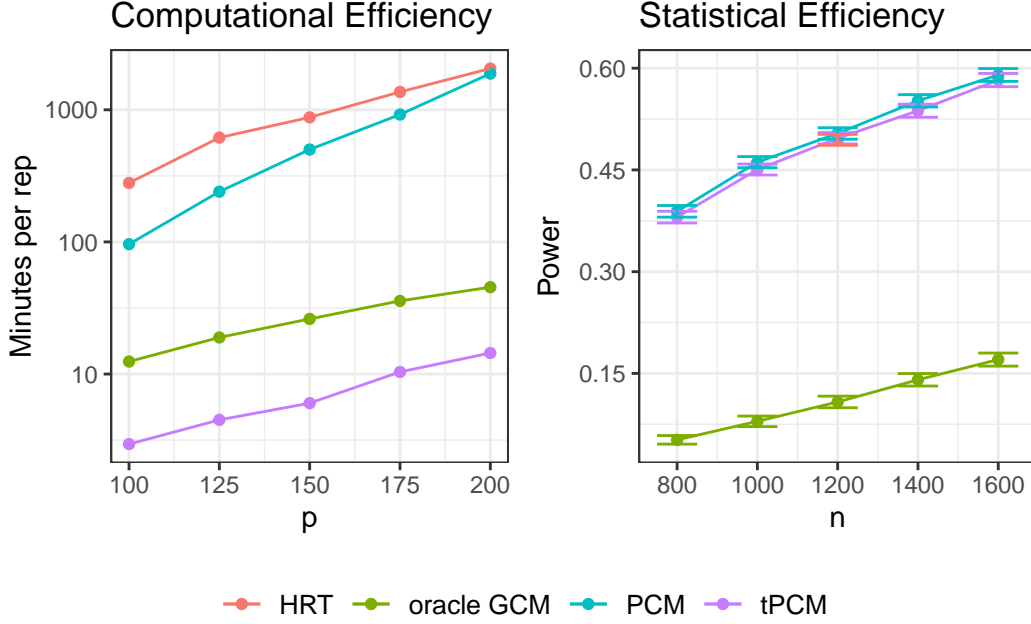 Computational Efficiency
Minutes per rep
1000
100
10
100 125 150 175 200
p
Statistical Efficiency
Power
0.60
0.45
0.30
0.15
800 1000 1200 1400 1600
n
HRT oracle GCM PCM tPCM